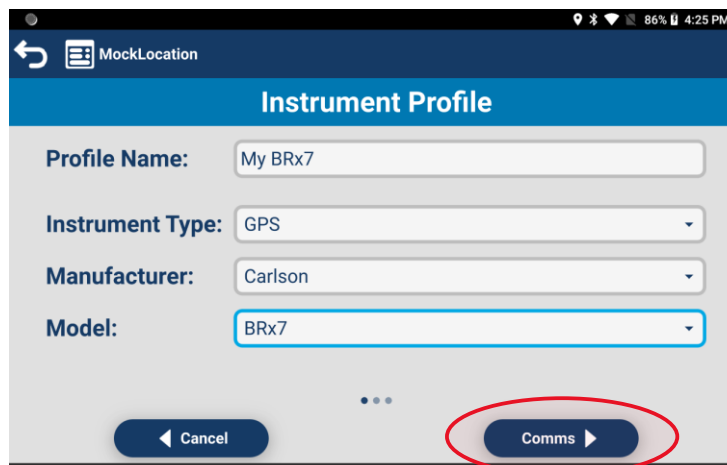 86% 4:25 PM
MockLocation
Instrument Profile
Profile Name: My BRx7
Instrument Type: GPS
Manufacturer: Carlson
Model: BRx7
Cancel Comms